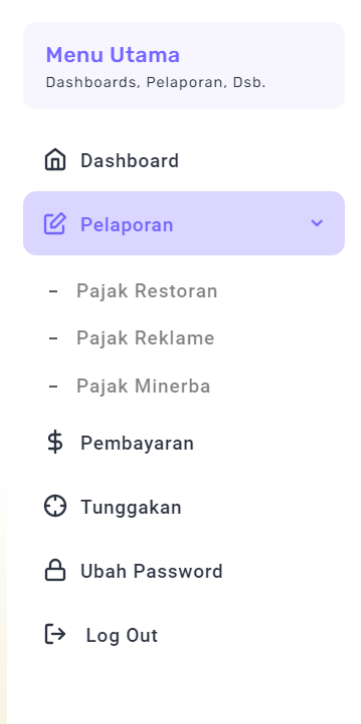 Menu Utama
Dashboards, Pelaporan, Dsb.
Dashboard
Pelaporan
- Pajak Restoran
- Pajak Reklame
- Pajak Minerba
Pembayaran
Tunggakan
Ubah Password
Log Out